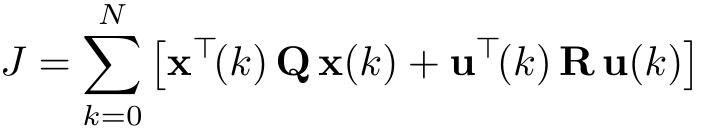 J = \sum_{k=0}^{N} \left[ \mathbf{x}^{\top}(k) \, \mathbf{Q} \, \mathbf{x}(k) + \mathbf{u}^{\top}(k) \, \mathbf{R} \, \mathbf{u}(k) \right]